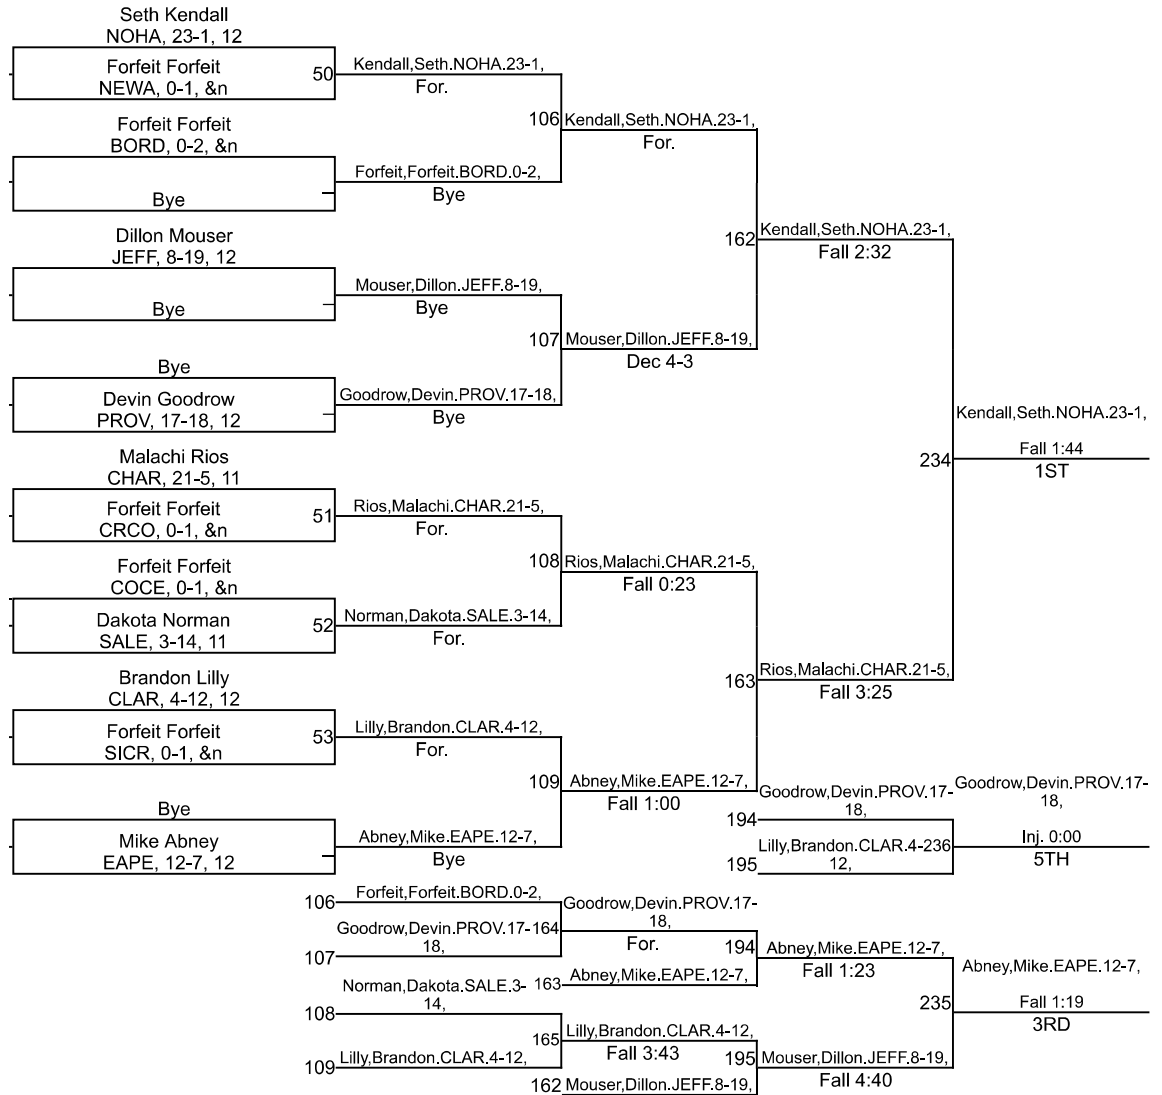 Seth Kendall
NOHA, 23-1, 12
Forfeit Forfeit
NEWA, 0-1, &n
50
Kendall,Seth.NOHA.23-1,
For.
Forfeit Forfeit
BORD, 0-2, &n
Bye
Forfeit,Forfeit.BORD.0-2,
Bye
106
Kendall,Seth.NOHA.23-1,
For.
Dillon Mouser
JEFF, 8-19, 12
Bye
Mouser,Dillon.JEFF.8-19,
Bye
Bye
Devin Goodrow
PROV, 17-18, 12
Goodrow,Devin.PROV.17-18,
Bye
107
Mouser,Dillon.JEFF.8-19,
Dec 4-3
162
Kendall,Seth.NOHA.23-1,
Fall 2:32
Malachi Rios
CHAR, 21-5, 11
Forfeit Forfeit
CRCO, 0-1, &n
51
Rios,Malachi.CHAR.21-5,
For.
Forfeit Forfeit
COCE, 0-1, &n
Dakota Norman
SALE, 3-14, 11
52
Norman,Dakota.SALE.3-14,
For.
108
Rios,Malachi.CHAR.21-5,
Fall 0:23
Brandon Lilly
CLAR, 4-12, 12
Forfeit Forfeit
SICR, 0-1, &n
53
Lilly,Brandon.CLAR.4-12,
For.
Bye
Mike Abney
EAPE, 12-7, 12
Abney,Mike.EAPE.12-7,
Bye
109
Abney,Mike.EAPE.12-7,
Fall 1:00
163
Rios,Malachi.CHAR.21-5,
Fall 3:25
234
Kendall,Seth.NOHA.23-1,
Fall 1:44
1ST
194
Goodrow,Devin.PROV.17-
18,
195
Lilly,Brandon.CLAR.4-
12,
236
Goodrow,Devin.PROV.17-
18,
Inj. 0:00
5TH
106
Forfeit,Forfeit.BORD.0-2,
107
Goodrow,Devin.PROV.17-
18,
164
Goodrow,Devin.PROV.17-
18,
For.
163
Abney,Mike.EAPE.12-7,
194
Abney,Mike.EAPE.12-7,
Fall 1:23
108
Norman,Dakota.SALE.3-
14,
109
Lilly,Brandon.CLAR.4-12,
165
Lilly,Brandon.CLAR.4-12,
Fall 3:43
162
Mouser,Dillon.JEFF.8-19,
195
Mouser,Dillon.JEFF.8-19,
Fall 4:40
235
Abney,Mike.EAPE.12-7,
Fall 1:19
3RD